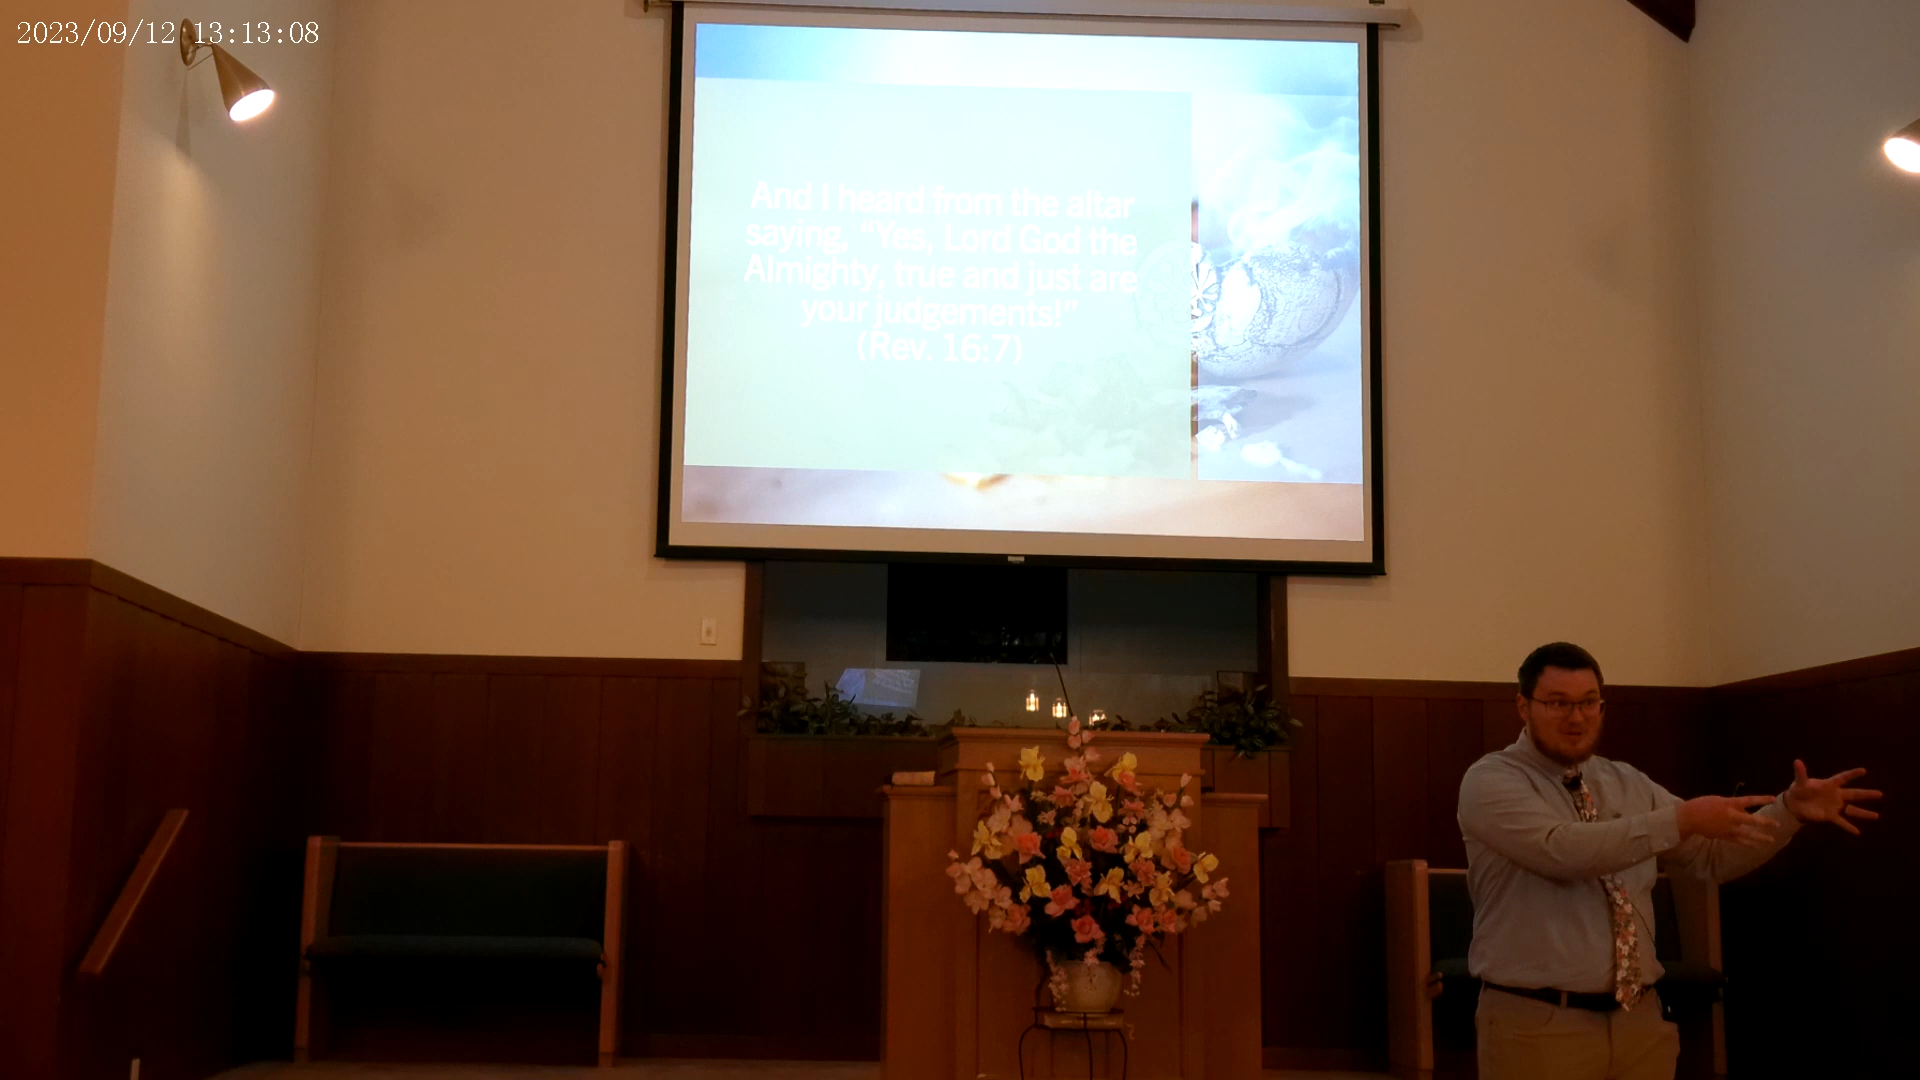 2023/09/12 13:13:08
And I heard from the altar
saying, “Yes, Lord God the
Almighty, true and just are
your judgements!”
(Rev. 16:7)